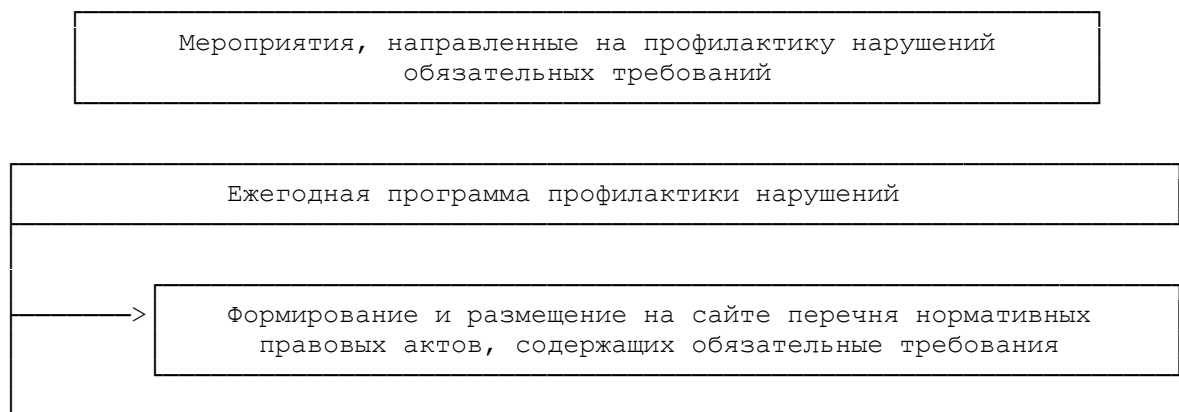 Мероприятия, направленные на профилактику нарушений
обязательных требований
Ежегодная программа профилактики нарушений
Формирование и размещение на сайте перечня нормативных
правовых актов, содержащих обязательные требования